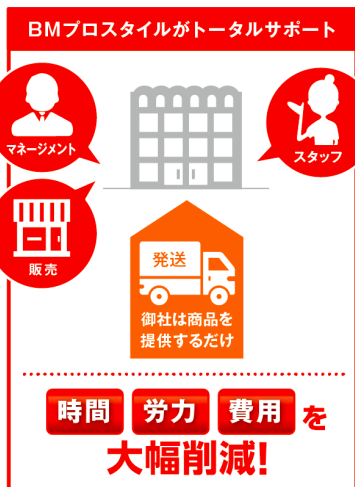 BMプロスタイルがトータルサポート
マネージメント
スタッフ
販売
発送
御社は商品を
提供するだけ
時間 労力 費用 を
大幅削減!